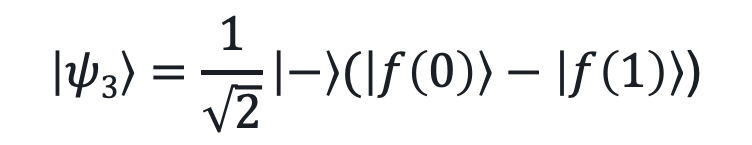 |ψ₃⟩ = 1/√2 |−⟩(|f(0)⟩ − |f(1)⟩)